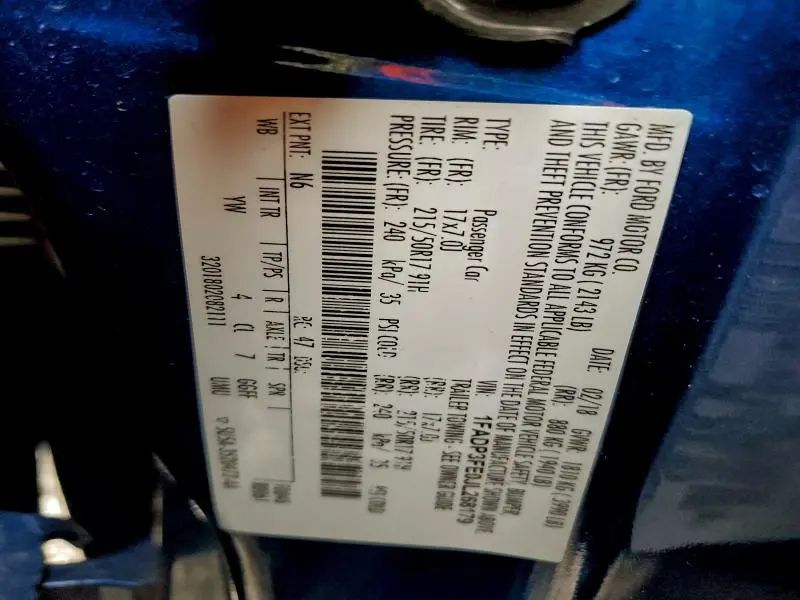 MFD. BY FORD MOTOR CO.
DATE: 02/18 GVWR: 1810 KG ( 3990 LB)
GAWR: (FR): 972 KG ( 2143 LB) (RR): 880 KG ( 1940 LB)
THIS VEHICLE CONFORMS TO ALL APPLICABLE FEDERAL MOTOR VEHICLE SAFETY, BUMPER,
AND THEFT PREVENTION STANDARDS IN EFFECT ON THE DATE OF MANUFACTURE SHOWN ABOVE
VIN: 1FADP3FE0JL258179
TYPE: Passenger Car TRAILER TOWING - SEE OWNER GUIDE
RIM: (FR): 17x7.0J (RR): 17x7.0J
TIRE: (FR): 215/50R17 91H (RR): 215/50R17 91H
PRESSURE: (FR): 240 kPa/ 35 PSI COLD (RR): 240 kPa/ 35 PSI COLD
EXT PNT: N6 RC: 47 DSO:
WB INT TR TP/PS R AXLE TR SPR
YW 4 CI 7 GGFF